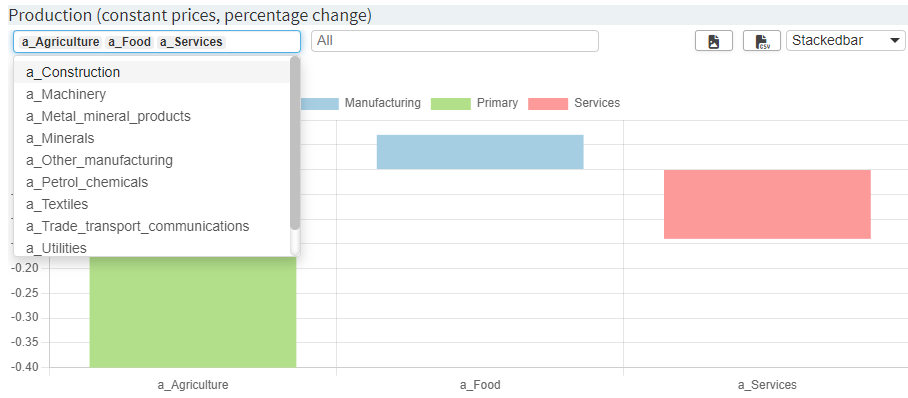 Production (constant prices, percentage change)
a_Agriculture a_Food a_Services
All
CSV
Stackedbar
a_Construction
a_Machinery
a_Metal_mineral_products
a_Minerals
a_Other_manufacturing
a_Petrol_chemicals
a_Textiles
a_Trade_transport_communications
a_Utilities
Manufacturing Primary Services
-0.20
-0.25
-0.30
-0.35
-0.40
a_Agriculture a_Food a_Services